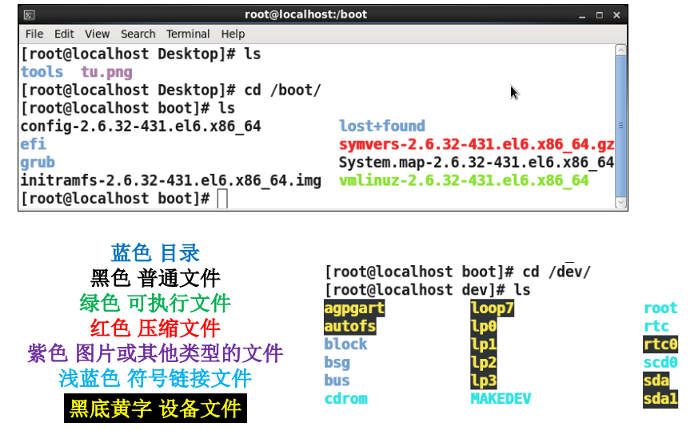 root@localhost:/boot
File Edit View Search Terminal Help
[root@localhost Desktop]# ls
tools tu.png
[root@localhost Desktop]# cd /boot/
[root@localhost boot]# ls
config-2.6.32-431.el6.x86_64 lost+found
efi symvers-2.6.32-431.el6.x86_64.gz
grub System.map-2.6.32-431.el6.x86_64
initramfs-2.6.32-431.el6.x86_64.img vmlinuz-2.6.32-431.el6.x86_64
[root@localhost boot]#
蓝色 目录
黑色 普通文件
绿色 可执行文件
红色 压缩文件
紫色 图片或其他类型的文件
浅蓝色 符号链接文件
黑底黄字 设备文件
[root@localhost boot]# cd /dev/
[root@localhost dev]# ls
agpgart loop7 root
autofs lp0 rtc
block lp1 rtc0
bsg lp2 scd0
bus lp3 sda
cdrom MAKEDEV sda1